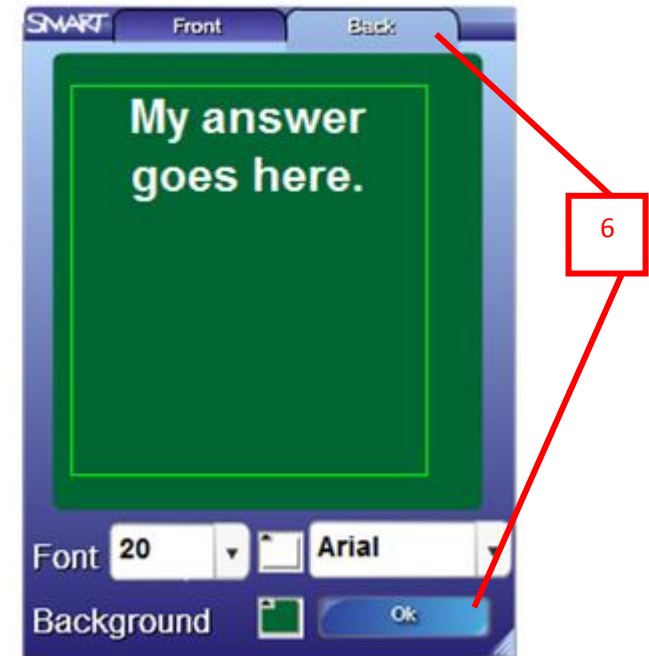 SMART Front Back
My answer
goes here.
6
Font 20 Arial
Background Ok